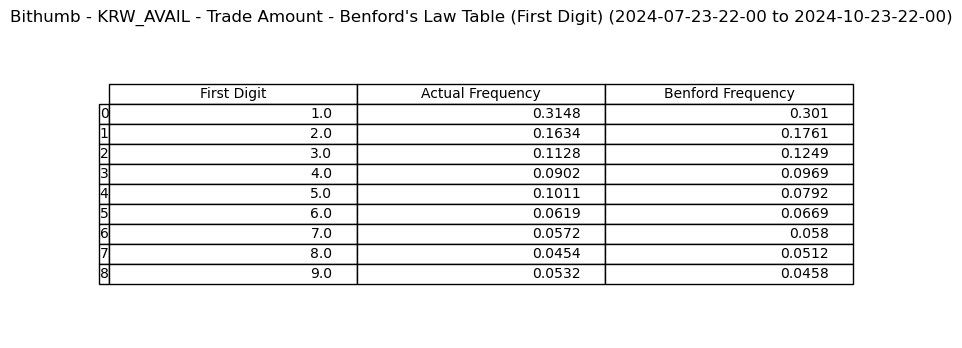 Bithumb - KRW_AVAIL - Trade Amount - Benford's Law Table (First Digit) (2024-07-23-22-00 to 2024-10-23-22-00)
First Digit Actual Frequency Benford Frequency
0 1.0 0.3148 0.301
1 2.0 0.1634 0.1761
2 3.0 0.1128 0.1249
3 4.0 0.0902 0.0969
4 5.0 0.1011 0.0792
5 6.0 0.0619 0.0669
6 7.0 0.0572 0.058
7 8.0 0.0454 0.0512
8 9.0 0.0532 0.0458